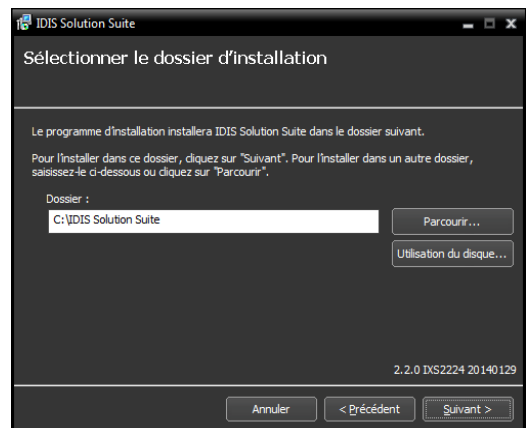 IDIS Solution Suite
Sélectionner le dossier d'installation
Le programme d'installation installera IDIS Solution Suite dans le dossier suivant.
Pour l'installer dans ce dossier, cliquez sur "Suivant". Pour l'installer dans un autre dossier,
saisissez-le ci-dessous ou cliquez sur "Parcourir".
Dossier :
C:\IDIS Solution Suite
Parcourir...
Utilisation du disque...
2.2.0 IXS2224 20140129
Annuler
< Précédent
Suivant >